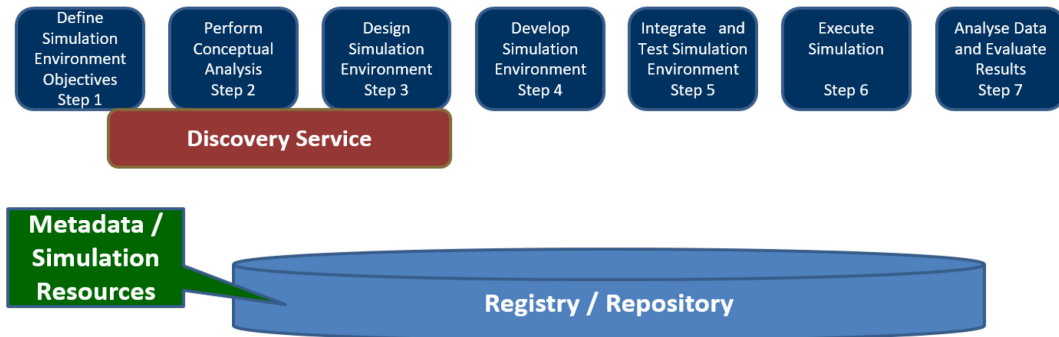 Define
Simulation
Environment
Objectives
Step 1
Perform
Conceptual
Analysis
Step 2
Design
Simulation
Environment
Step 3
Develop
Simulation
Environment
Step 4
Integrate and
Test Simulation
Environment
Step 5
Execute
Simulation
Step 6
Analyse Data
and Evaluate
Results
Step 7
Discovery Service
Metadata /
Simulation
Resources
Registry / Repository